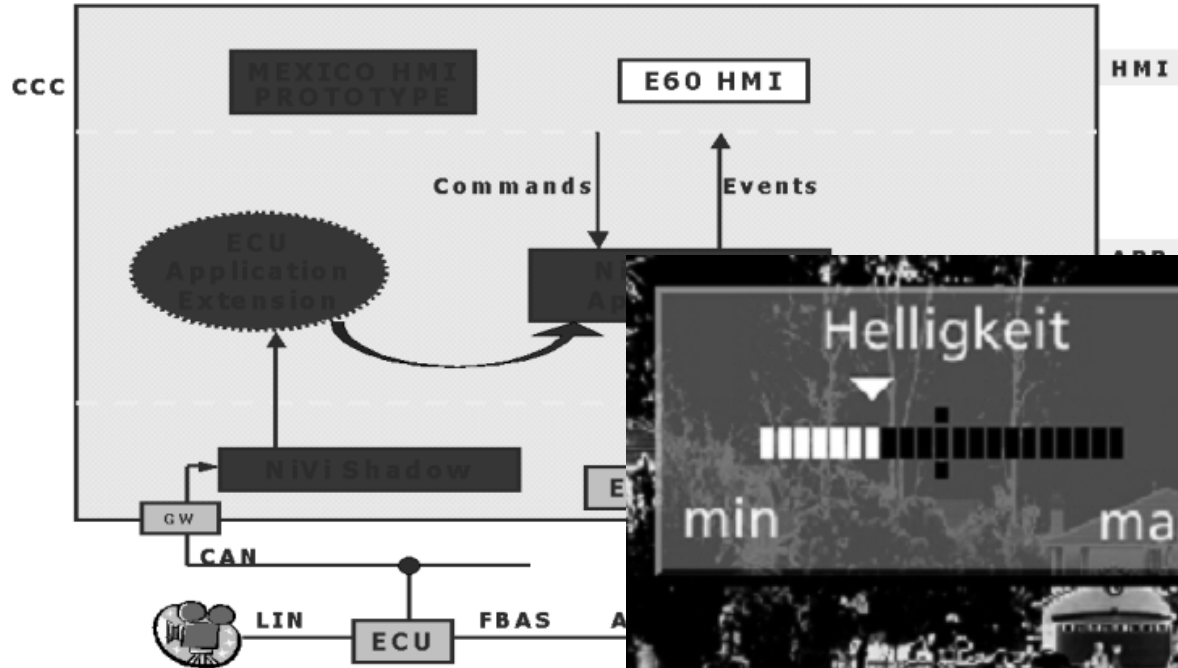 CCC
MEXICO HMI
PROTOTYPE
E60 HMI
HMI
Commands
Events
ECU
Application
Extension
Helligkeit
min
NiVi Shadow
GW
CAN
LIN
ECU
FBAS